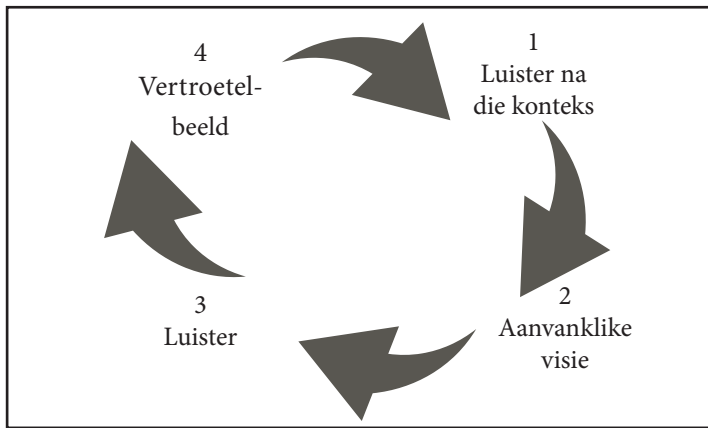 1
Luister na
die konteks
2
Aanvanklike
visie
3
Luister
4
Vertroetel-
beeld